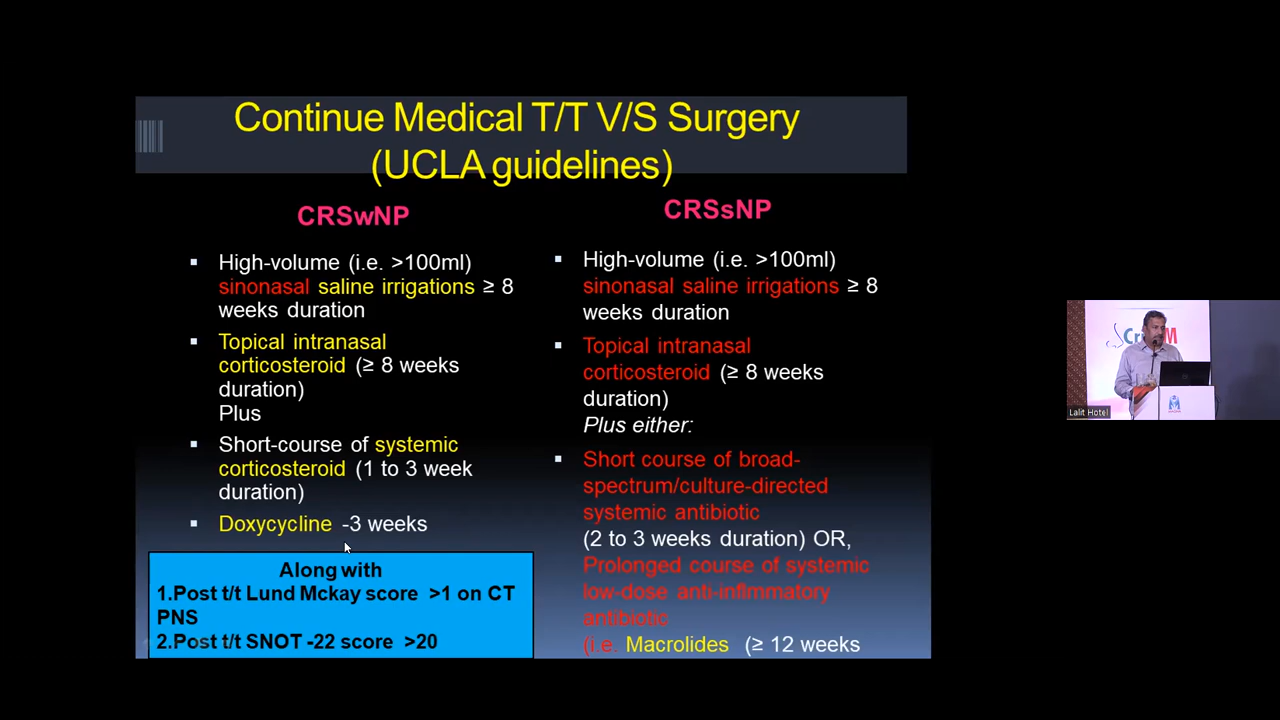 Continue Medical T/T V/S Surgery
(UCLA guidelines)
CRSwNP
High-volume (i.e. >100ml)
sinonasal saline irrigations ≥ 8
weeks duration
Topical intranasal
corticosteroid (≥ 8 weeks
duration)
Plus
Short-course of systemic
corticosteroid (1 to 3 week
duration)
Doxycycline -3 weeks
Along with
1.Post t/t Lund Mckay score >1 on CT
PNS
2.Post t/t SNOT -22 score >20
CRSsNP
High-volume (i.e. >100ml)
sinonasal saline irrigations ≥ 8
weeks duration
Topical intranasal
corticosteroid (≥ 8 weeks
duration)
Plus either:
Short course of broad-
spectrum/culture-directed
systemic antibiotic
(2 to 3 weeks duration) OR,
Prolonged course of systemic
low-dose anti-inflmmatory
antibiotic
(i.e. Macrolides (≥ 12 weeks
Lalit Hotel